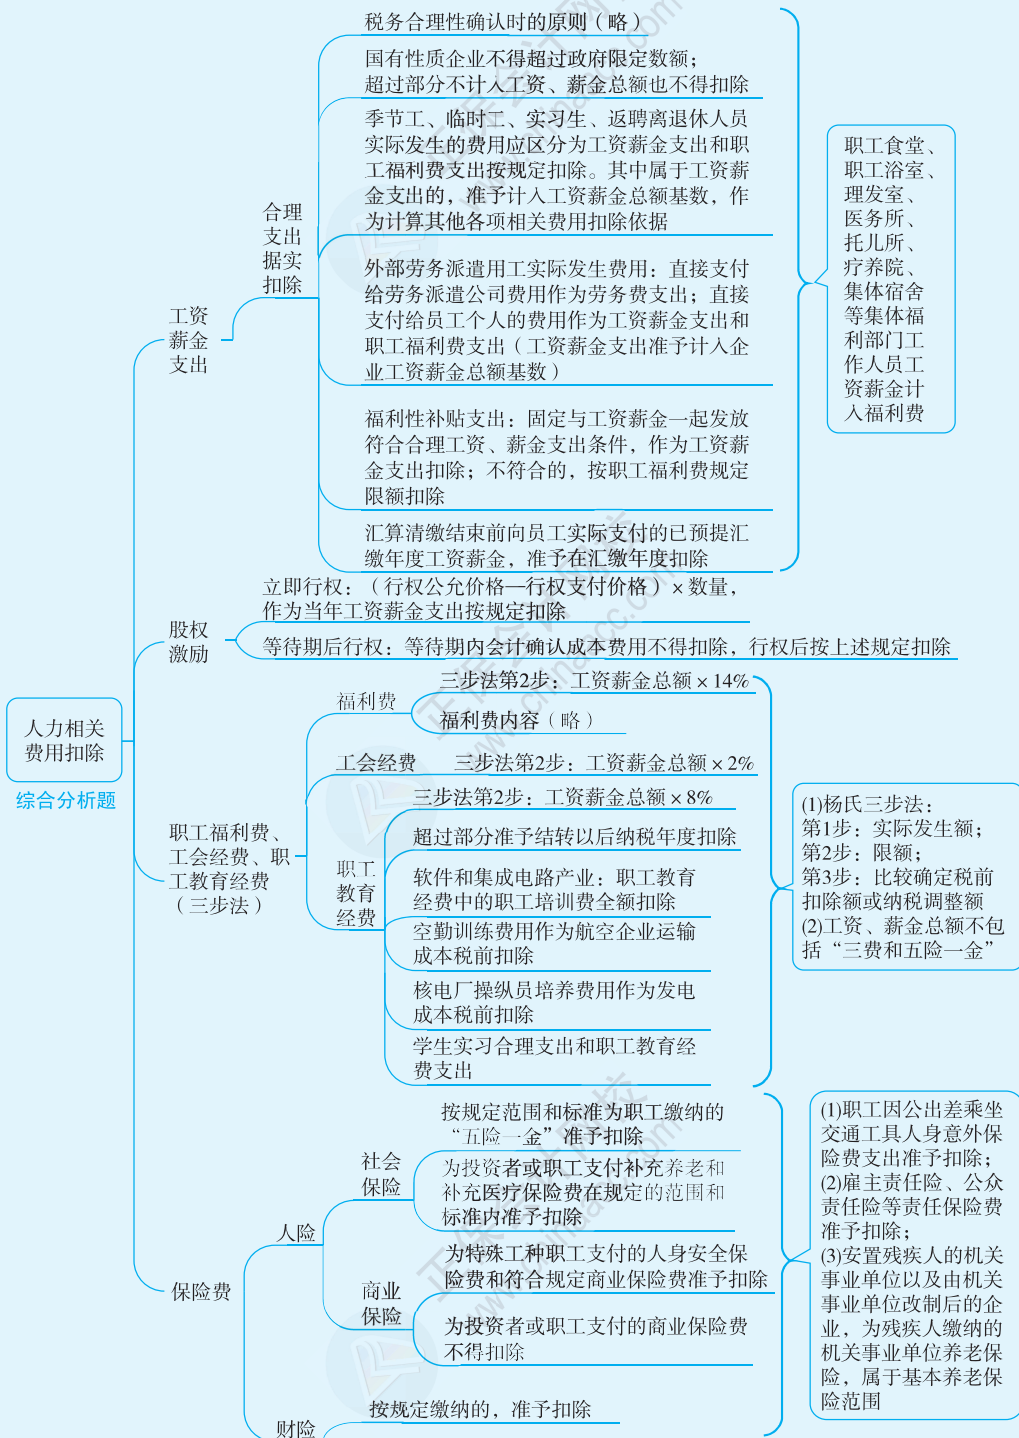 人力相关
费用扣除
综合分析题
工资
薪金
支出
合理
支出
据实
扣除
税务合理性确认时的原则（略）
国有性质企业不得超过政府限定数额；
超过部分不计入工资、薪金总额也不得扣除
季节工、临时工、实习生、返聘离退休人员
实际发生的费用应区分为工资薪金支出和职
工福利费支出按规定扣除。其中属于工资薪
金支出的，准予计入工资薪金总额基数，作
为计算其他各项相关费用扣除依据
外部劳务派遣用工实际发生费用：直接支付
给劳务派遣公司费用作为劳务费支出；直接
支付给员工个人的费用作为工资薪金支出和
职工福利费支出（工资薪金支出准予计入企
业工资薪金总额基数）
福利性补贴支出：固定与工资薪金一起发放
符合合理工资、薪金支出条件，作为工资薪
金支出扣除；不符合的，按职工福利费规定
限额扣除
汇算清缴结束前向员工实际支付的已预提汇
缴年度工资薪金，准予在汇缴年度扣除
职工食堂、
职工浴室、
理发室、
医务所、
托儿所、
疗养院、
集体宿舍
等集体福
利部门工
作人员工
资薪金计
入福利费
股权
激励
立即行权：（行权公允价格—行权支付价格）×数量，
作为当年工资薪金支出按规定扣除
等待期后行权：等待期内会计确认成本费用不得扣除，行权后按上述规定扣除
职工福利费、
工会经费、职
工教育经费
（三步法）
福利费
三步法第2步：工资薪金总额×14%
福利费内容（略）
工会经费
三步法第2步：工资薪金总额×2%
职工
教育
经费
三步法第2步：工资薪金总额×8%
超过部分准予结转以后纳税年度扣除
软件和集成电路产业：职工教育
经费中的职工培训费全额扣除
空勤训练费用作为航空企业运输
成本税前扣除
核电厂操纵员培养费用作为发电
成本税前扣除
学生实习合理支出和职工教育经
费支出
(1)杨氏三步法：
第1步：实际发生额；
第2步：限额；
第3步：比较确定税前
扣除额或纳税调整额
(2)工资、薪金总额不包
括“三费和五险一金”
保险费
人险
社会
保险
按规定范围和标准为职工缴纳的
“五险一金”准予扣除
为投资者或职工支付补充养老和
补充医疗保险费在规定的范围和
标准内准予扣除
商业
保险
为特殊工种职工支付的人身安全保
险费和符合规定商业保险费准予扣除
为投资者或职工支付的商业保险费
不得扣除
财险
按规定缴纳的，准予扣除
(1)职工因公出差乘坐
交通工具人身意外保
险费支出准予扣除；
(2)雇主责任险、公众
责任险等责任保险费
准予扣除；
(3)安置残疾人的机关
事业单位以及由机关
事业单位改制后的企
业，为残疾人缴纳的
机关事业单位养老保
险，属于基本养老保
险范围
正保会计网校
www.chinaacc.com
正保会计网校
www.chinaacc.com
正保会计网校
www.chinaacc.com